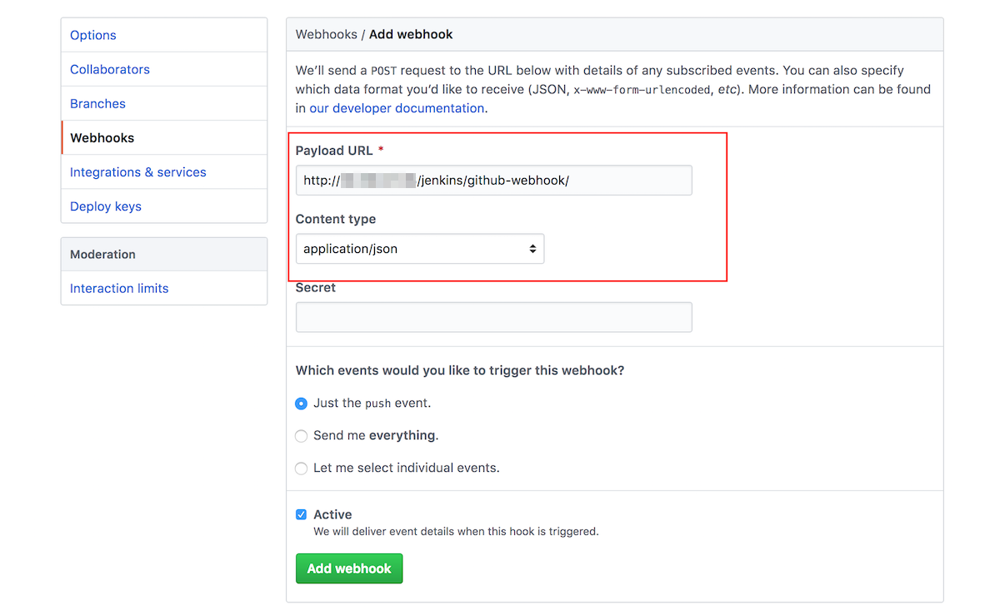 Options
Collaborators
Branches
Webhooks
Integrations & services
Deploy keys
Moderation
Interaction limits
Webhooks / Add webhook
We’ll send a POST request to the URL below with details of any subscribed events. You can also specify
which data format you’d like to receive (JSON, x-www-form-urlencoded, etc). More information can be found
in our developer documentation.
Payload URL *
http:// /jenkins/github-webhook/
Content type
application/json
Secret
Which events would you like to trigger this webhook?
Just the push event.
Send me everything.
Let me select individual events.
Active
We will deliver event details when this hook is triggered.
Add webhook